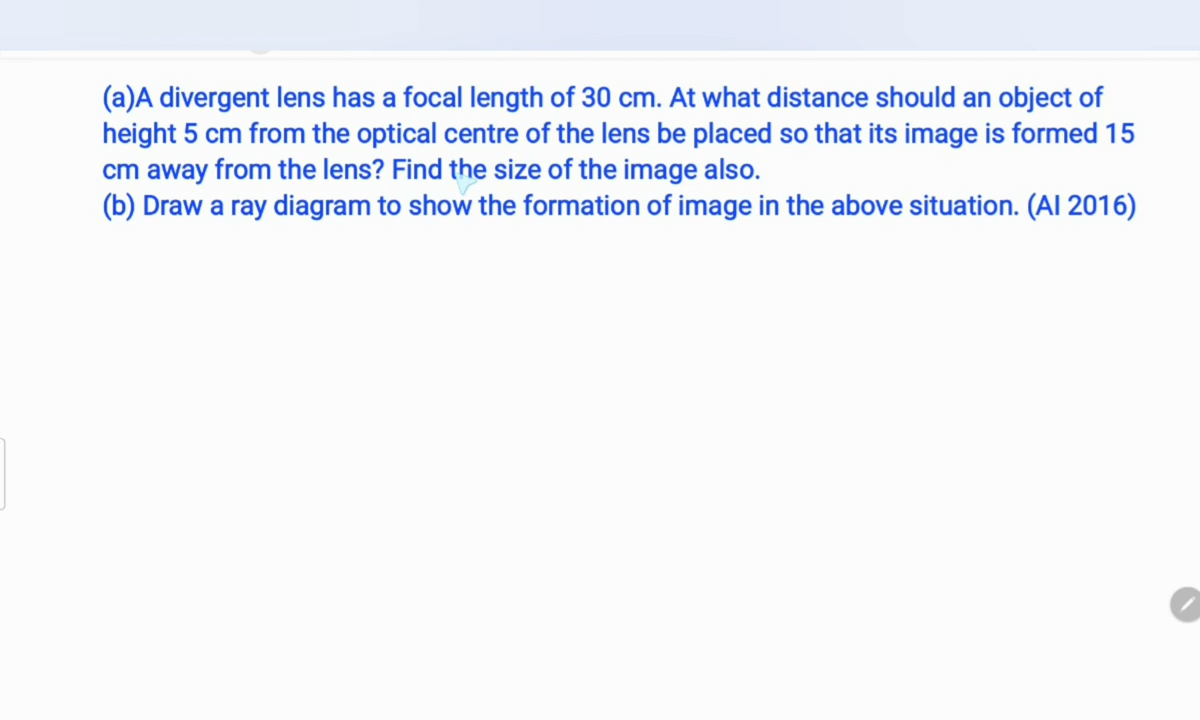 (a)A divergent lens has a focal length of 30 cm. At what distance should an object of
height 5 cm from the optical centre of the lens be placed so that its image is formed 15
cm away from the lens? Find the size of the image also.
(b) Draw a ray diagram to show the formation of image in the above situation. (AI 2016)